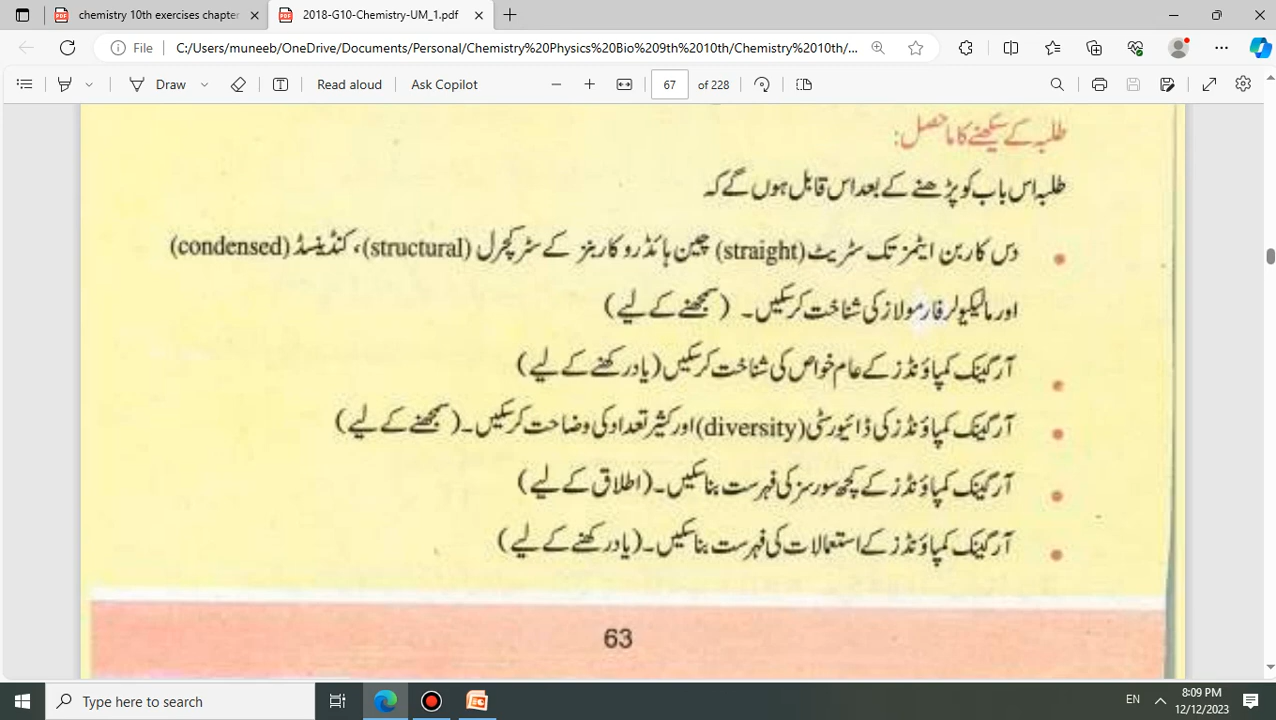 chemistry 10th exercises chapter
2018-G10-Chemistry-UM_1.pdf
File
C:/Users/muneeb/OneDrive/Documents/Personal/Chemistry%20Physics%20Bio%209th%2010th/Chemistry%2010th/...
Draw
Read aloud
Ask Copilot
67
of 228
طلبہ کے سیکھنے کا ماحصل:
طلبہ اس باب کو پڑھنے کے بعد اس قابل ہوں گے کہ
• دس کاربن ایٹمز تک سٹریٹ (straight) چین ہائڈروکاربنز کے سٹرکچرل (structural)، کنڈینسڈ (condensed)
اور مالیکیولر فارمولاز کی شناخت کرسکیں۔ (سمجھنے کے لیے)
• آرگینک کمپاؤنڈز کے عام خواص کی شناخت کرسکیں (یاد رکھنے کے لیے)
• آرگینک کمپاؤنڈز کی ڈائیورسٹی (diversity) اور کثیر تعداد کی وضاحت کرسکیں۔ (سمجھنے کے لیے)
• آرگینک کمپاؤنڈز کے کچھ سورسز کی فہرست بناسکیں۔ (اطلاق کے لیے)
• آرگینک کمپاؤنڈز کے استعمالات کی فہرست بناسکیں۔ (یاد رکھنے کے لیے)
63
Type here to search
EN
8:09 PM
12/12/2023